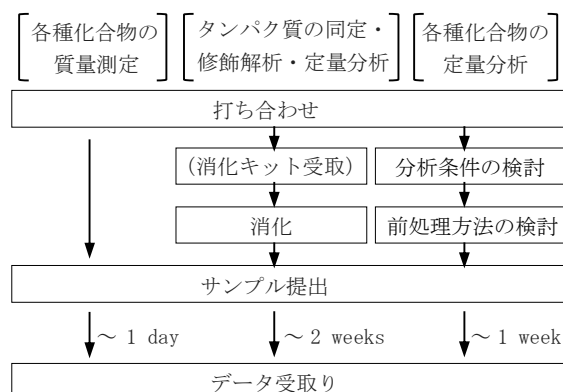 各種化合物の
質量測定
タンパク質の同定・
修飾解析・定量分析
各種化合物の
定量分析
打ち合わせ
(消化キット受取)
分析条件の検討
消化
前処理方法の検討
サンプル提出
～ 1 day
～ 2 weeks
～ 1 week
データ受取り